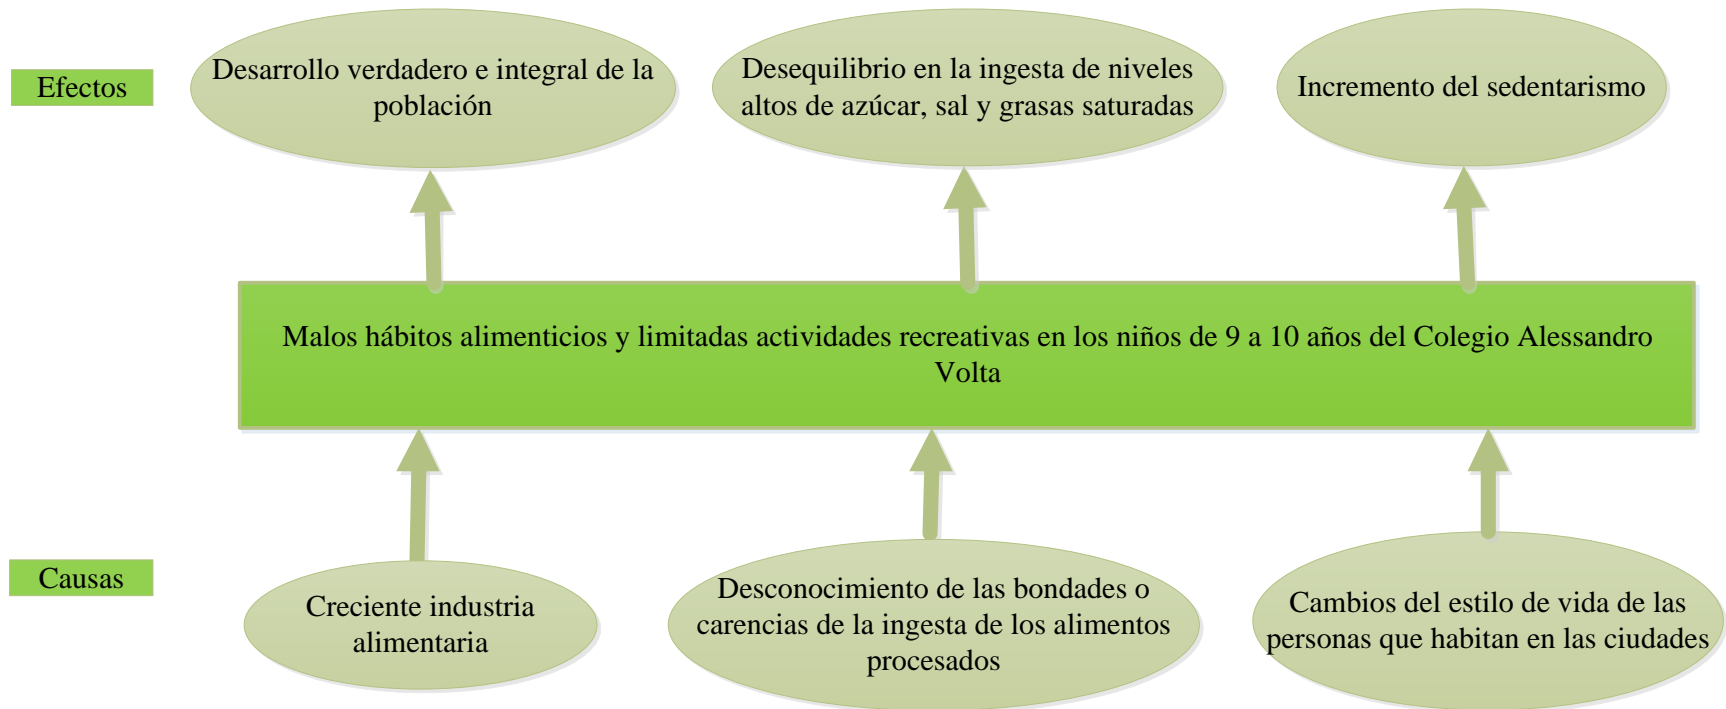 Efectos
Desarrollo verdadero e integral de la
población
Desequilibrio en la ingesta de niveles
altos de azúcar, sal y grasas saturadas
Incremento del sedentarismo
Malos hábitos alimenticios y limitadas actividades recreativas en los niños de 9 a 10 años del Colegio Alessandro
Volta
Causas
Creciente industria
alimentaria
Desconocimiento de las bondades o
carencias de la ingesta de los alimentos
procesados
Cambios del estilo de vida de las
personas que habitan en las ciudades